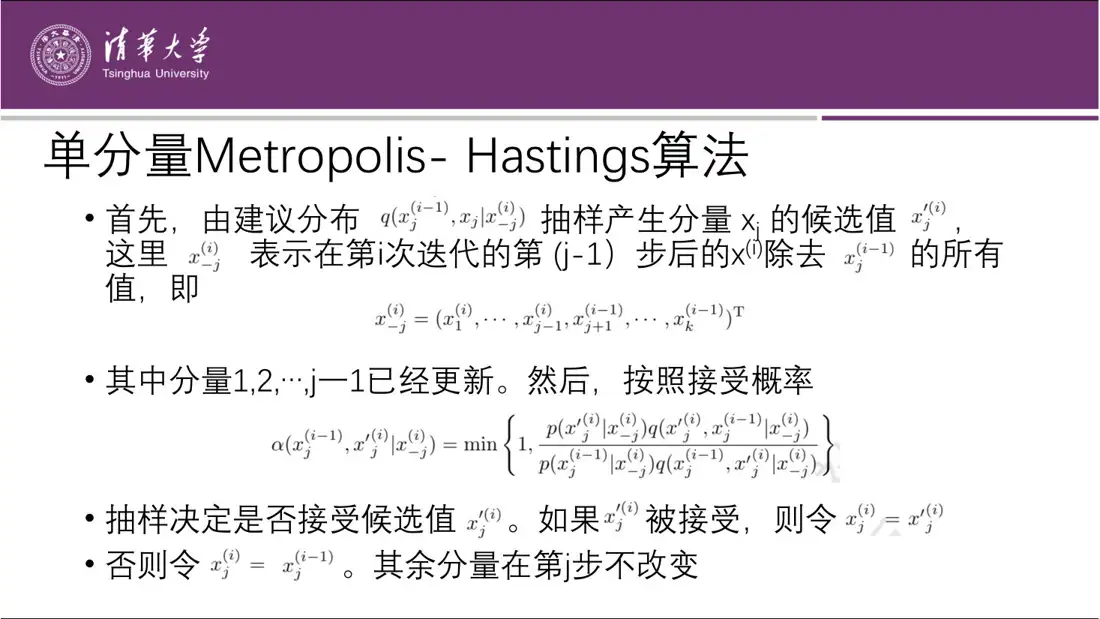 清华大学
Tsinghua University
单分量Metropolis- Hastings算法
• 首先，由建议分布 q(x_j^{(i-1)}, x_j|x_{-j}^{(i)}) 抽样产生分量 x_j 的候选值 x'_j^{(i)}，
这里 x_{-j}^{(i)} 表示在第i次迭代的第 (j-1）步后的x^{(i)}除去 x_j^{(i-1)} 的所有
值，即
x_{-j}^{(i)} = (x_1^{(i)}, ⋯, x_{j-1}^{(i)}, x_{j+1}^{(i-1)}, ⋯, x_k^{(i-1)})^T
• 其中分量1,2,…,j一1已经更新。然后，按照接受概率
α(x_j^{(i-1)}, x'_j^{(i)}|x_{-j}^{(i)}) = min { 1, \frac{p(x'_j^{(i)}|x_{-j}^{(i)})q(x'_j^{(i)}, x_j^{(i-1)}|x_{-j}^{(i)})}{p(x_j^{(i-1)}|x_{-j}^{(i)})q(x_j^{(i-1)}, x'_j^{(i)}|x_{-j}^{(i)})} }
• 抽样决定是否接受候选值 x'_j^{(i)} 。如果 x'_j^{(i)} 被接受，则令 x_j^{(i)} = x'_j^{(i)}
• 否则令 x_j^{(i)} = x_j^{(i-1)} 。其余分量在第j步不改变